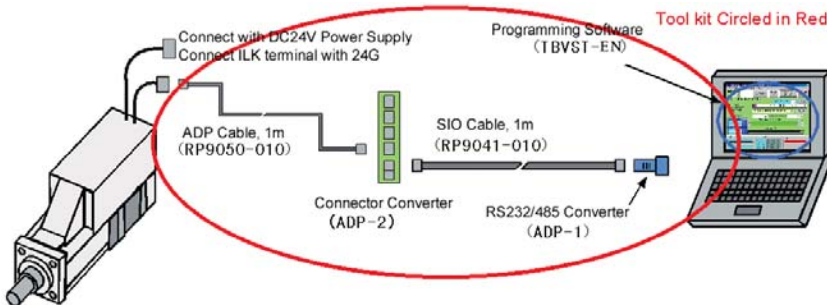 Connect with DC24V Power Supply
Connect ILK terminal with 24G
Programming Software
(TBVST-EN)
Tool kit Circled in Red
ADP Cable, 1m
(RP9050-010)
SIO Cable, 1m
(RP9041-010)
Connector Converter
(ADP-2)
RS232/485 Converter
(ADP-1)